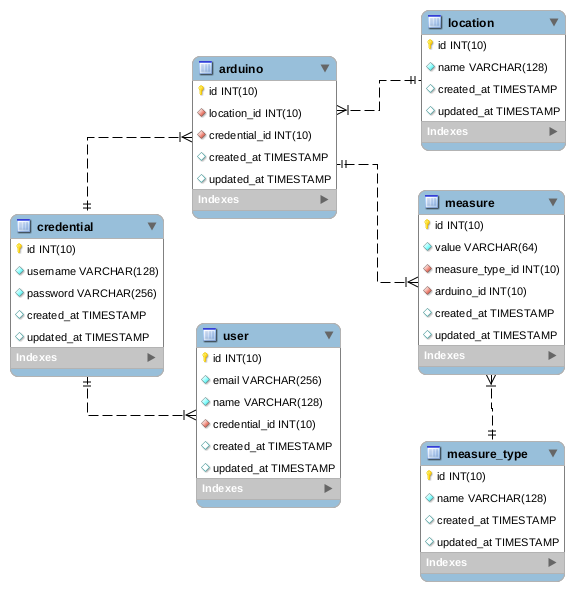 location
id INT(10)
name VARCHAR(128)
created_at TIMESTAMP
updated_at TIMESTAMP
Indexes
arduino
id INT(10)
location_id INT(10)
credential_id INT(10)
created_at TIMESTAMP
updated_at TIMESTAMP
Indexes
measure
id INT(10)
value VARCHAR(64)
measure_type_id INT(10)
arduino_id INT(10)
created_at TIMESTAMP
updated_at TIMESTAMP
Indexes
credential
id INT(10)
username VARCHAR(128)
password VARCHAR(256)
created_at TIMESTAMP
updated_at TIMESTAMP
Indexes
user
id INT(10)
email VARCHAR(256)
name VARCHAR(128)
credential_id INT(10)
created_at TIMESTAMP
updated_at TIMESTAMP
Indexes
measure_type
id INT(10)
name VARCHAR(128)
created_at TIMESTAMP
updated_at TIMESTAMP
Indexes